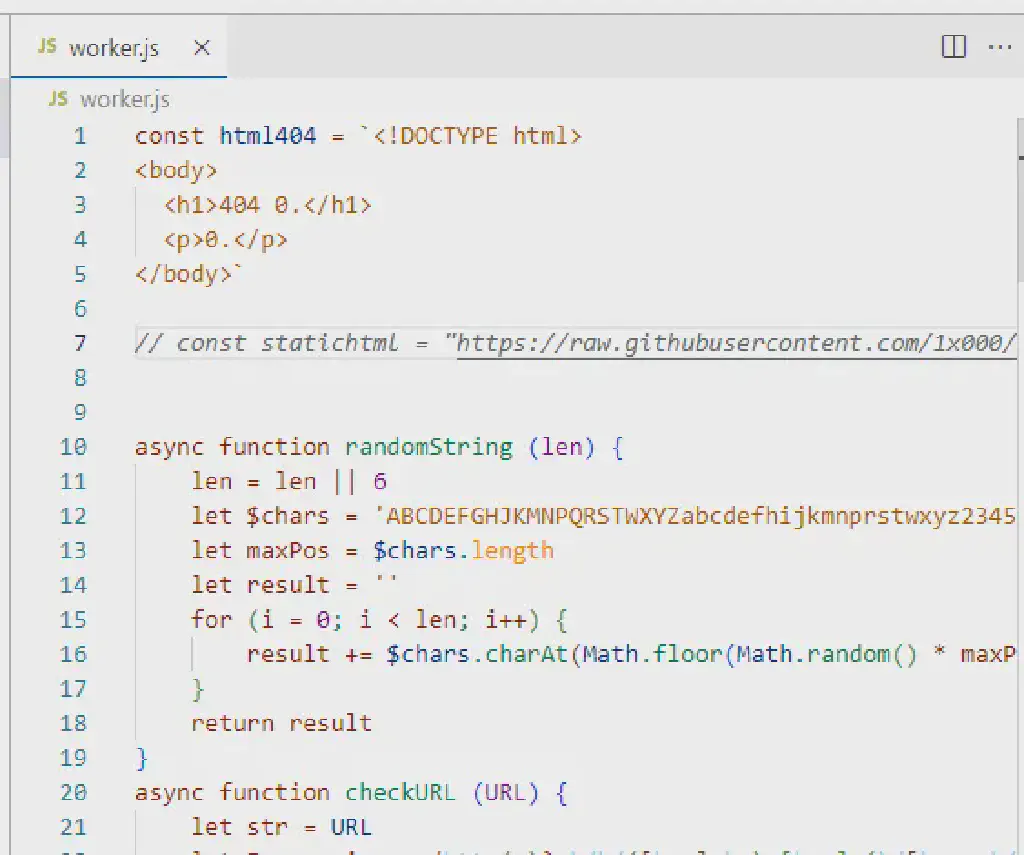 JS worker.js ×
JS worker.js
1 const html404 = `<!DOCTYPE html>
2 <body>
3 <h1>404 0.</h1>
4 <p>0.</p>
5 </body>`
6
7 // const statichtml = "https://raw.githubusercontent.com/1x000/
8
9
10 async function randomString (len) {
11 len = len || 6
12 let $chars = 'ABCDEFGHJKMNPQRSTWXYZabcdefhijkmnprstwxyz2345
13 let maxPos = $chars.length
14 let result = ''
15 for (i = 0; i < len; i++) {
16 result += $chars.charAt(Math.floor(Math.random() * maxP
17 }
18 return result
19 }
20 async function checkURL (URL) {
21 let str = URL